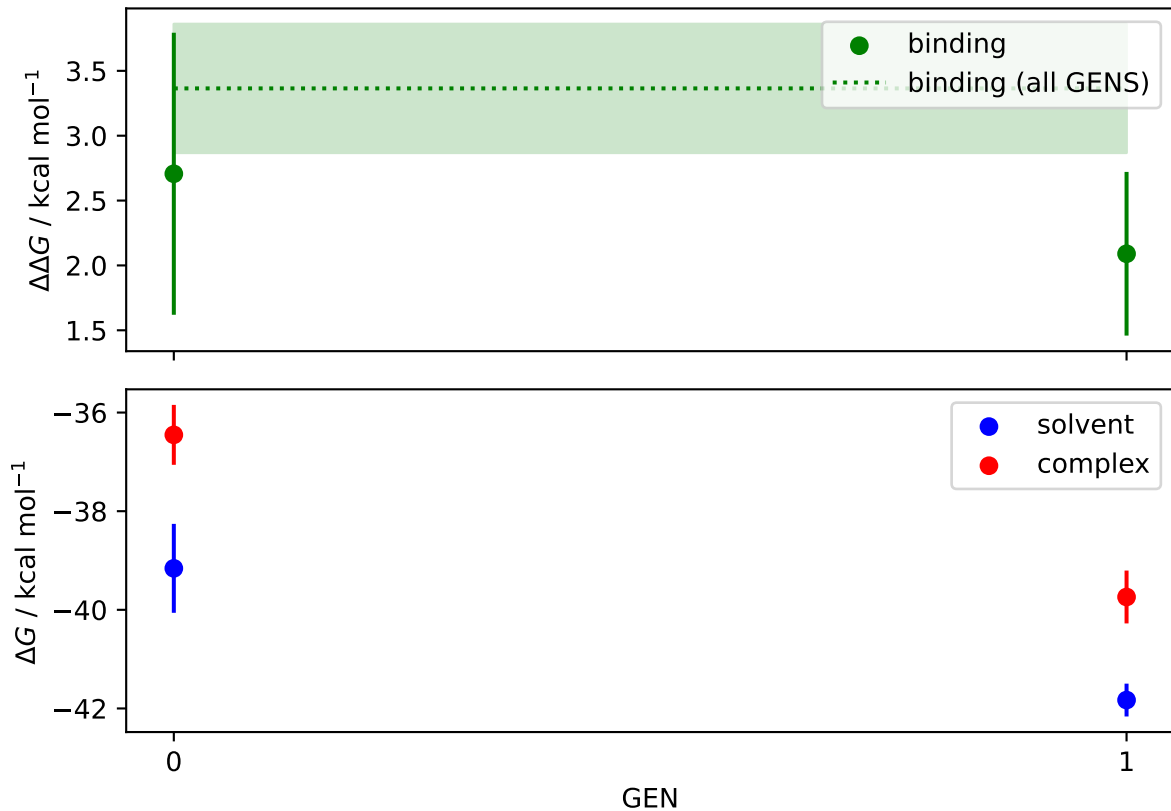 ΔΔG / kcal mol⁻¹
3.5
3.0
2.5
2.0
1.5
binding
binding (all GENS)
ΔG / kcal mol⁻¹
−36
−38
−40
−42
solvent
complex
0
1
GEN